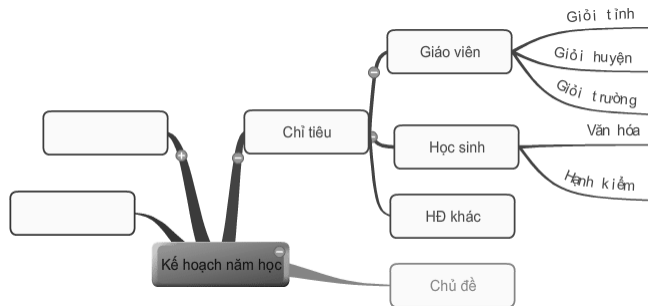 Giỏi tỉnh
Giáo viên
Giỏi huyện
Giỏi trường
Chỉ tiêu
Học sinh
Văn hóa
Hạnh kiểm
HĐ khác
Kế hoạch năm học
Chủ đề